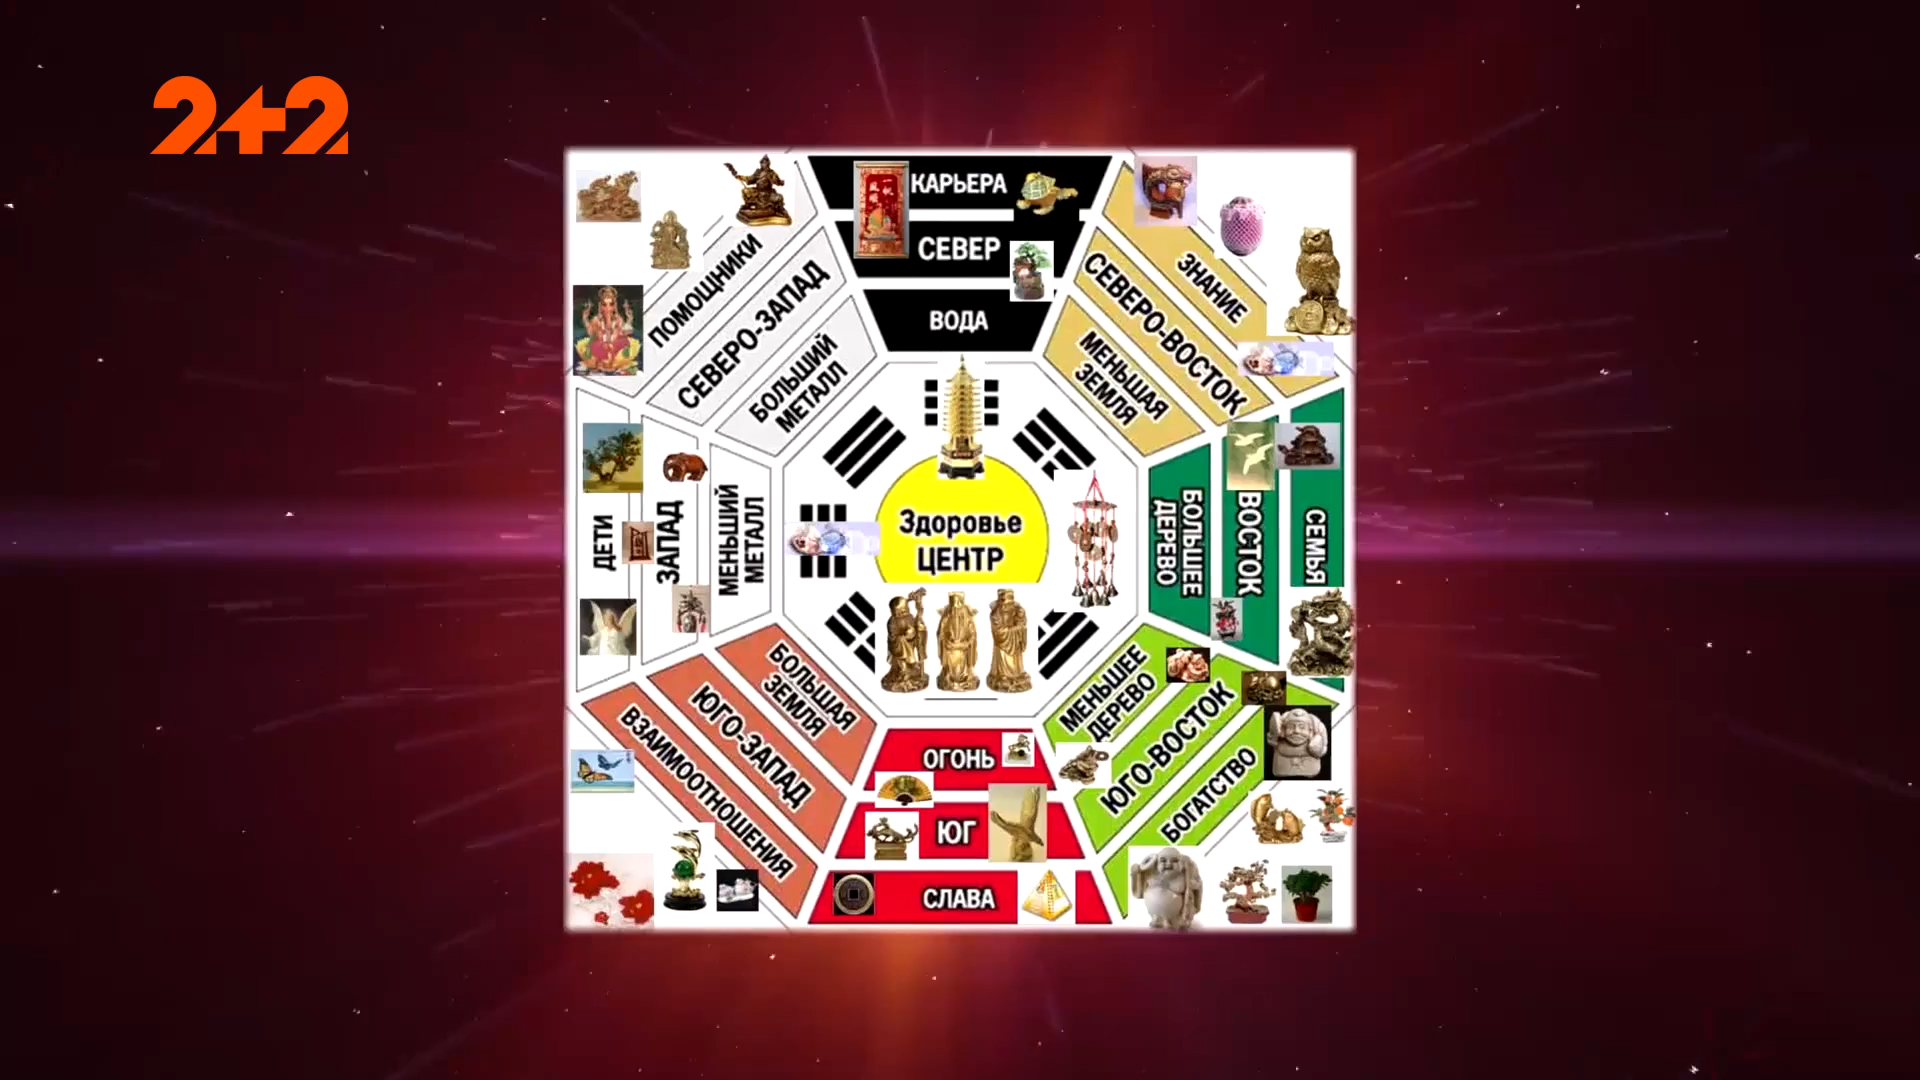 2+2
КАРЬЕРА
СЕВЕР
ВОДА
ПОМОЩНИКИ
СЕВЕРО-ЗАПАД
БОЛЬШИЙ
МЕТАЛЛ
ЗНАНИЕ
СЕВЕРО-ВОСТОК
МЕНЬШАЯ
ЗЕМЛЯ
ДЕТИ
ЗАПАД
МЕНЬШИЙ
МЕТАЛЛ
Здоровье
ЦЕНТР
БОЛЬШЕЕ
ДЕРЕВО
ВОСТОК
СЕМЬЯ
БОЛЬШАЯ
ЗЕМЛЯ
ЮГО-ЗАПАД
ВЗАИМООТНОШЕНИЯ
ОГОНЬ
ЮГ
СЛАВА
МЕНЬШЕЕ
ДЕРЕВО
ЮГО-ВОСТОК
БОГАТСТВО